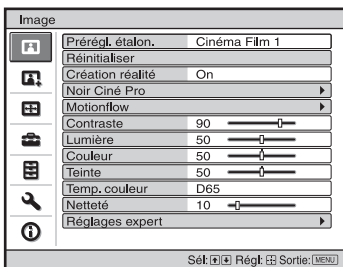 Image
Prérégl. étalon. Cinéma Film 1
Réinitialiser
Création réalité On
Noir Ciné Pro
Motionflow
Contraste 90
Lumière 50
Couleur 50
Teinte 50
Temp. couleur D65
Netteté 10
Réglages expert
Sél: Régl: Sortie: MENU